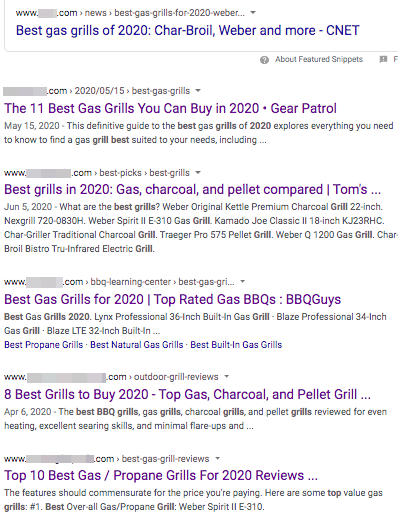 www. .com › news › best-gas-grills-for-2020-weber...
Best gas grills of 2020: Char-Broil, Weber and more - CNET
About Featured Snippets F
.com › 2020/05/15 › best-gas-grills
The 11 Best Gas Grills You Can Buy in 2020 • Gear Patrol
May 15, 2020 - This definitive guide to the best gas grills of 2020 explores everything you need
to know to find a gas grill best suited to your needs, including ...
www. .com › best-picks › best-grills
Best grills in 2020: Gas, charcoal, and pellet compared | Tom's ...
Jun 5, 2020 - What are the best grills? Weber Original Kettle Premium Charcoal Grill 22-inch.
Nexgrill 720-0830H. Weber Spirit II E-310 Gas Grill. Kamado Joe Classic II 18-inch KJ23RHC.
Char-Griller Traditional Charcoal Grill. Traeger Pro 575 Pellet Grill. Weber Q 1200 Gas Grill. Char-
Broil Bistro Tru-Infrared Electric Grill.
www. .com › bbq-learning-center › best-gas-gri...
Best Gas Grills for 2020 | Top Rated Gas BBQs : BBQGuys
Best Gas Grills 2020. Lynx Professional 36-Inch Built-In Gas Grill · Blaze Professional 34-Inch
Gas Grill · Blaze LTE 32-Inch Built-In ...
Best Propane Grills · Best Natural Gas Grills · Best Built-In Gas Grills
www. .com › outdoor-grill-reviews
8 Best Grills to Buy 2020 - Top Gas, Charcoal, and Pellet Grill ...
Apr 6, 2020 - The best BBQ grills, gas grills, charcoal grills, and pellet grills reviewed for even
heating, excellent searing skills, and minimal flare-ups and ...
www. .com › best-gas-grill-reviews
Top 10 Best Gas / Propane Grills For 2020 Reviews ...
The features should commensurate for the price you're paying. Here are some top value gas
grills: #1. Best Over-all Gas/Propane Grill: Weber Spirit II E-310.